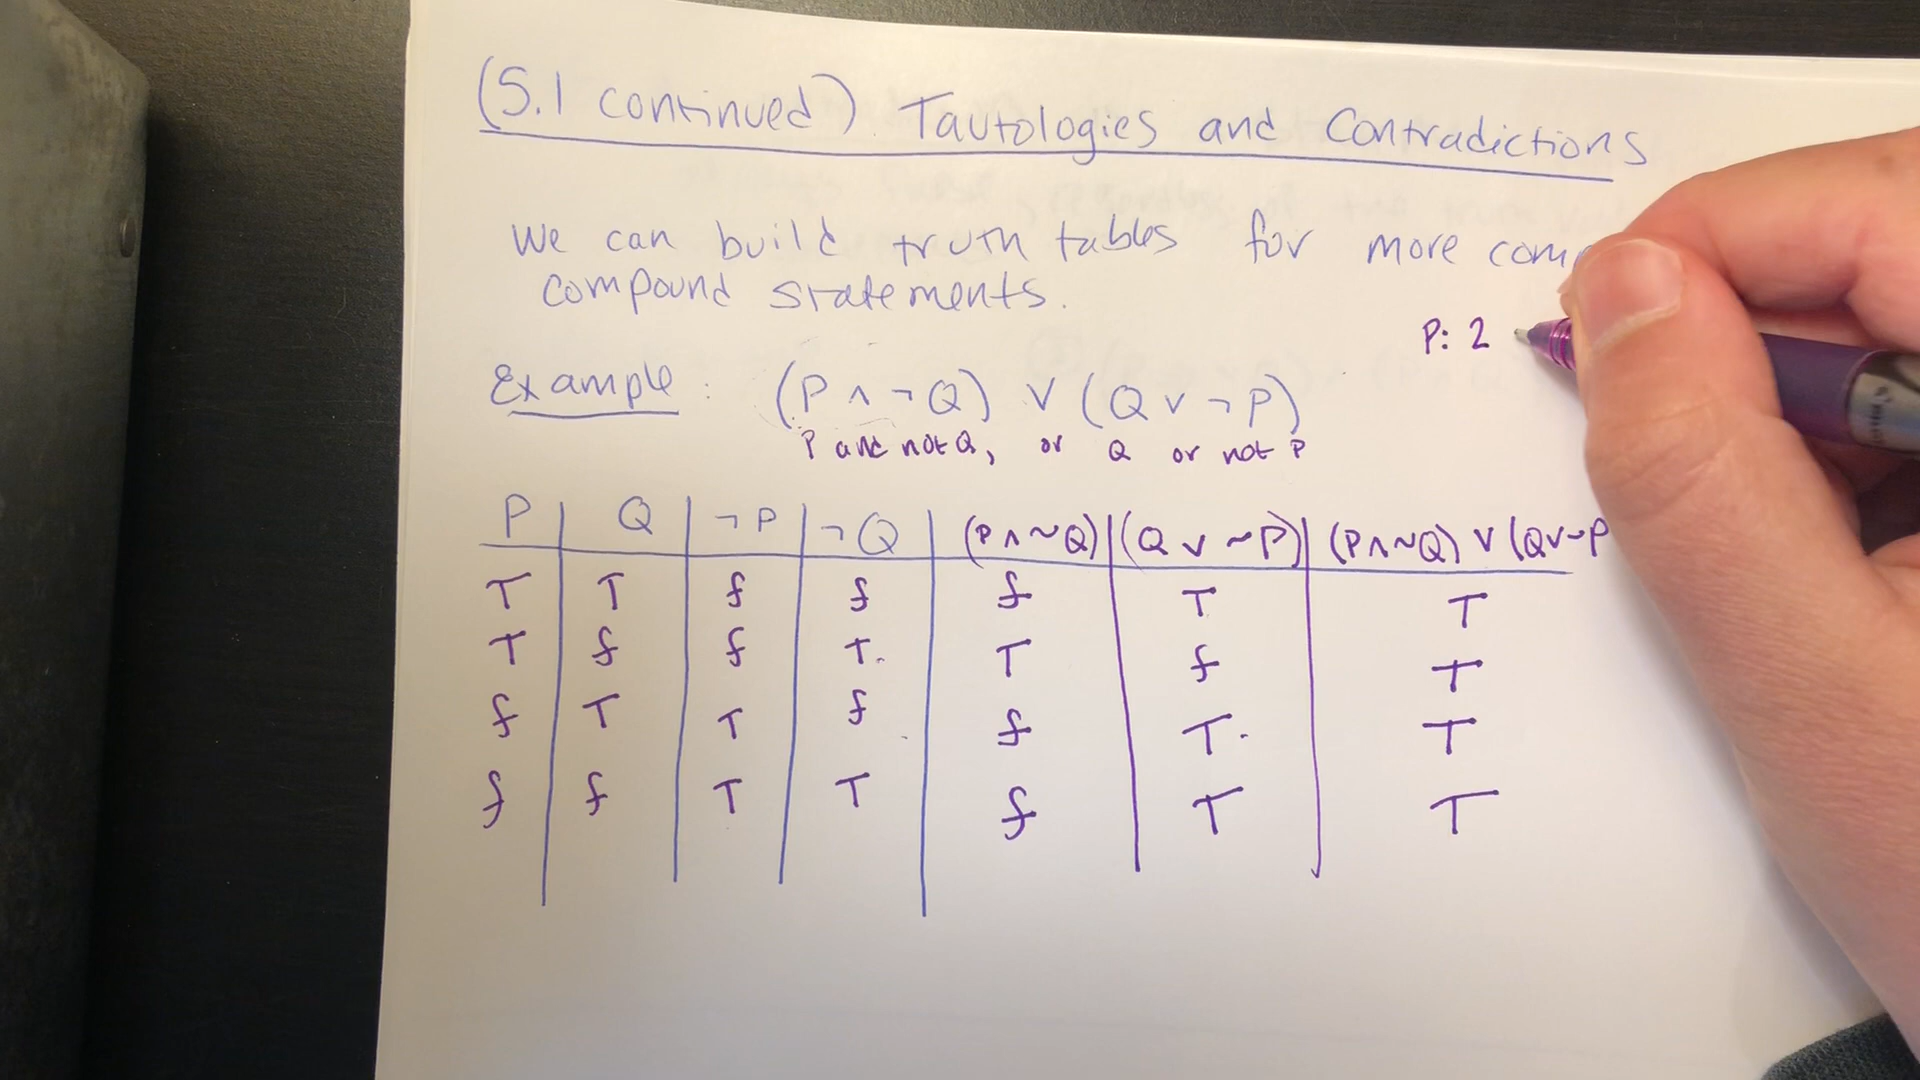 (5.1 continued) Tautologies and Contradictions
We can build truth tables for more
compound statements.
P: 2
Example: (P ∧ ¬Q) ∨ (Q ∨ ¬P)
P and not Q, or Q or not P
P Q ¬P ¬Q (P ∧ ~Q) (Q ∨ ~P) (P∧~Q) ∨ (Q∨~P
T T f f f T T
T f f T. T f T
f T T f f T. T
f f T T f T T